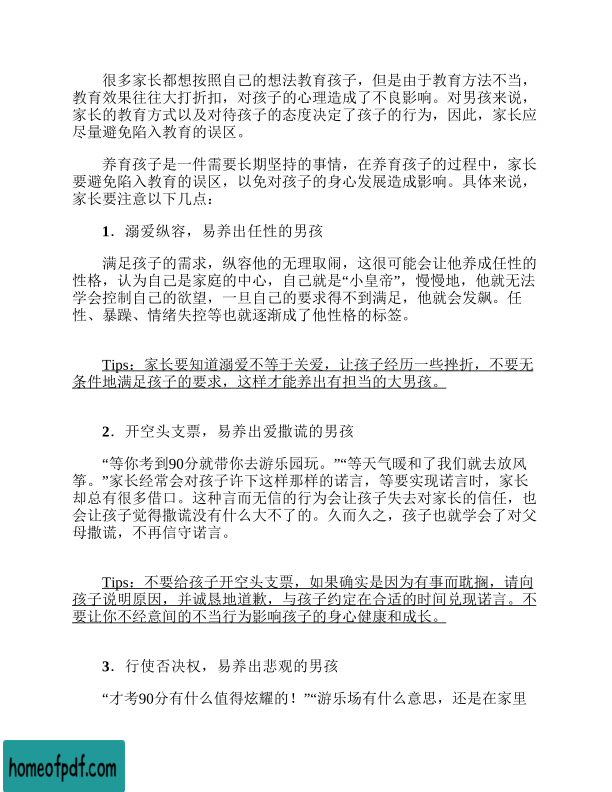 很多家长都想按照自己的想法教育孩子，但是由于教育方法不当，
教育效果往往大打折扣，对孩子的心理造成了不良影响。对男孩来说，
家长的教育方式以及对待孩子的态度决定了孩子的行为，因此，家长应
尽量避免陷入教育的误区。
养育孩子是一件需要长期坚持的事情，在养育孩子的过程中，家长
要避免陷入教育的误区，以免对孩子的身心发展造成影响。具体来说，
家长要注意以下几点：
1．溺爱纵容，易养出任性的男孩
满足孩子的需求，纵容他的无理取闹，这很可能会让他养成任性的
性格，认为自己是家庭的中心，自己就是“小皇帝”，慢慢地，他就无法
学会控制自己的欲望，一旦自己的要求得不到满足，他就会发飙。任
性、暴躁、情绪失控等也就逐渐成了他性格的标签。
Tips：家长要知道溺爱不等于关爱，让孩子经历一些挫折，不要无
条件地满足孩子的要求，这样才能养出有担当的大男孩。
2．开空头支票，易养出爱撒谎的男孩
“等你考到90分就带你去游乐园玩。”“等天气暖和了我们就去放风
筝。”家长经常会对孩子许下这样那样的诺言，等要实现诺言时，家长
却总有很多借口。这种言而无信的行为会让孩子失去对家长的信任，也
会让孩子觉得撒谎没有什么大不了的。久而久之，孩子也就学会了对父
母撒谎，不再信守诺言。
Tips：不要给孩子开空头支票，如果确实是因为有事而耽搁，请向
孩子说明原因，并诚恳地道歉，与孩子约定在合适的时间兑现诺言。不
要让你不经意间的不当行为影响孩子的身心健康和成长。
3．行使否决权，易养出悲观的男孩
“才考90分有什么值得炫耀的！”“游乐场有什么意思，还是在家里
homeofpdf.com